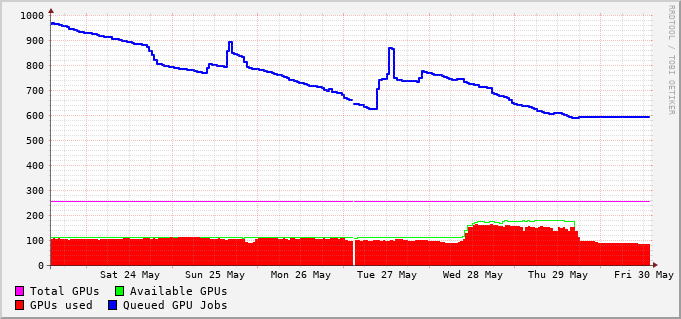 1000
900
800
700
600
500
400
300
200
100
0
Sat 24 May Sun 25 May Mon 26 May Tue 27 May Wed 28 May Thu 29 May Fri 30 May
Total GPUs Available GPUs
GPUs used Queued GPU Jobs
RRDTOOL / TOBI OETIKER